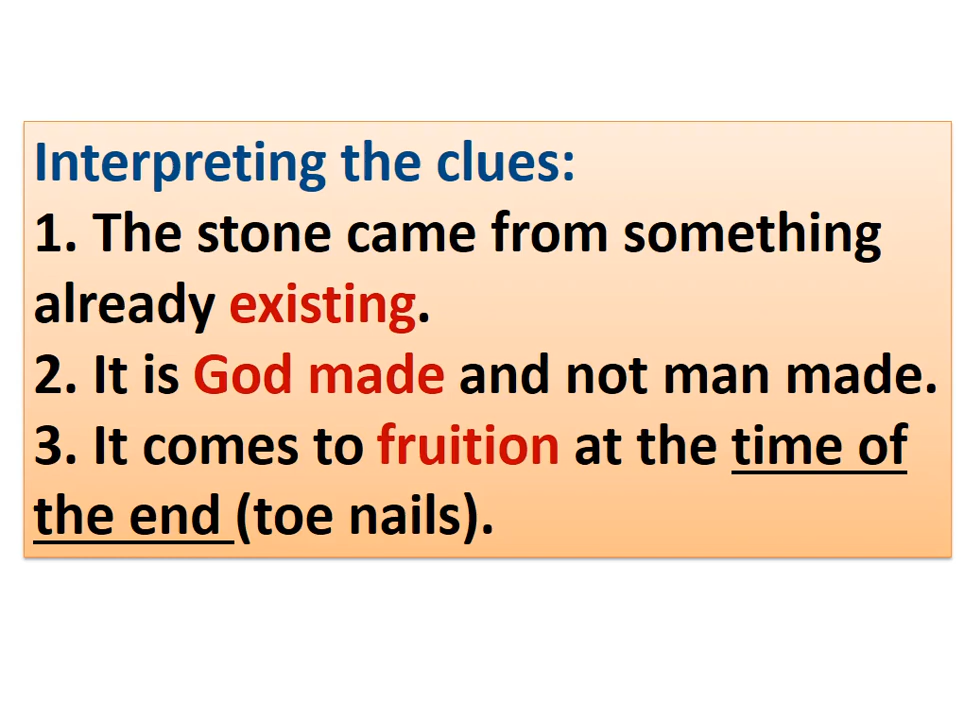 Interpreting the clues:
1. The stone came from something
already existing.
2. It is God made and not man made.
3. It comes to fruition at the time of
the end (toe nails).